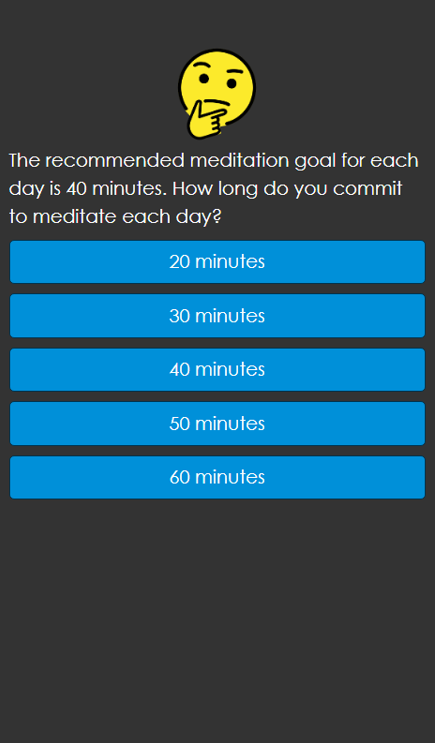 The recommended meditation goal for each
day is 40 minutes. How long do you commit
to meditate each day?
20 minutes
30 minutes
40 minutes
50 minutes
60 minutes